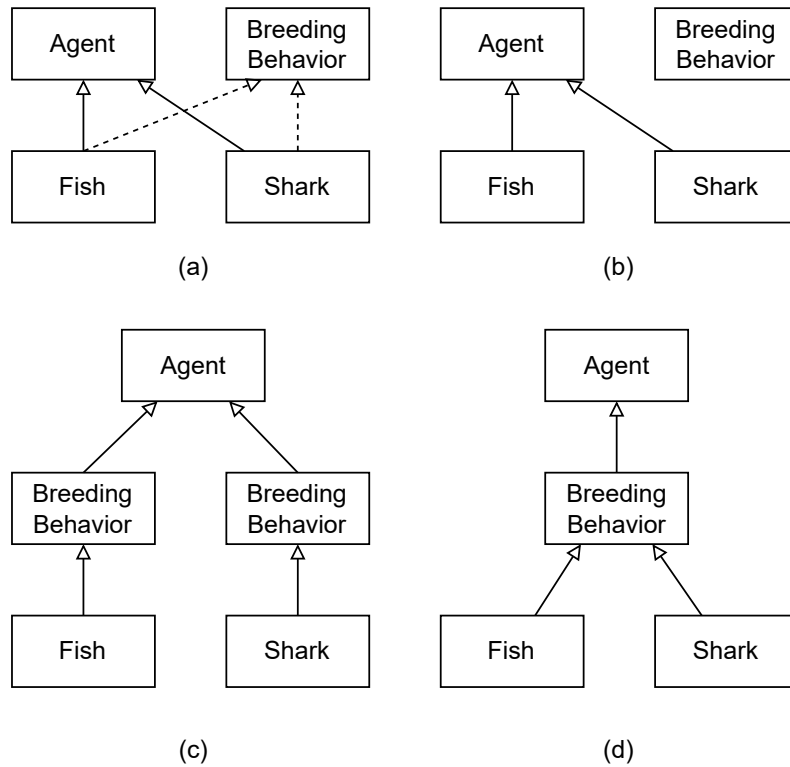 Agent
Breeding
Behavior
Fish
Shark
(a)
Agent
Breeding
Behavior
Fish
Shark
(b)
Agent
Breeding
Behavior
Breeding
Behavior
Fish
Shark
(c)
Agent
Breeding
Behavior
Fish
Shark
(d)